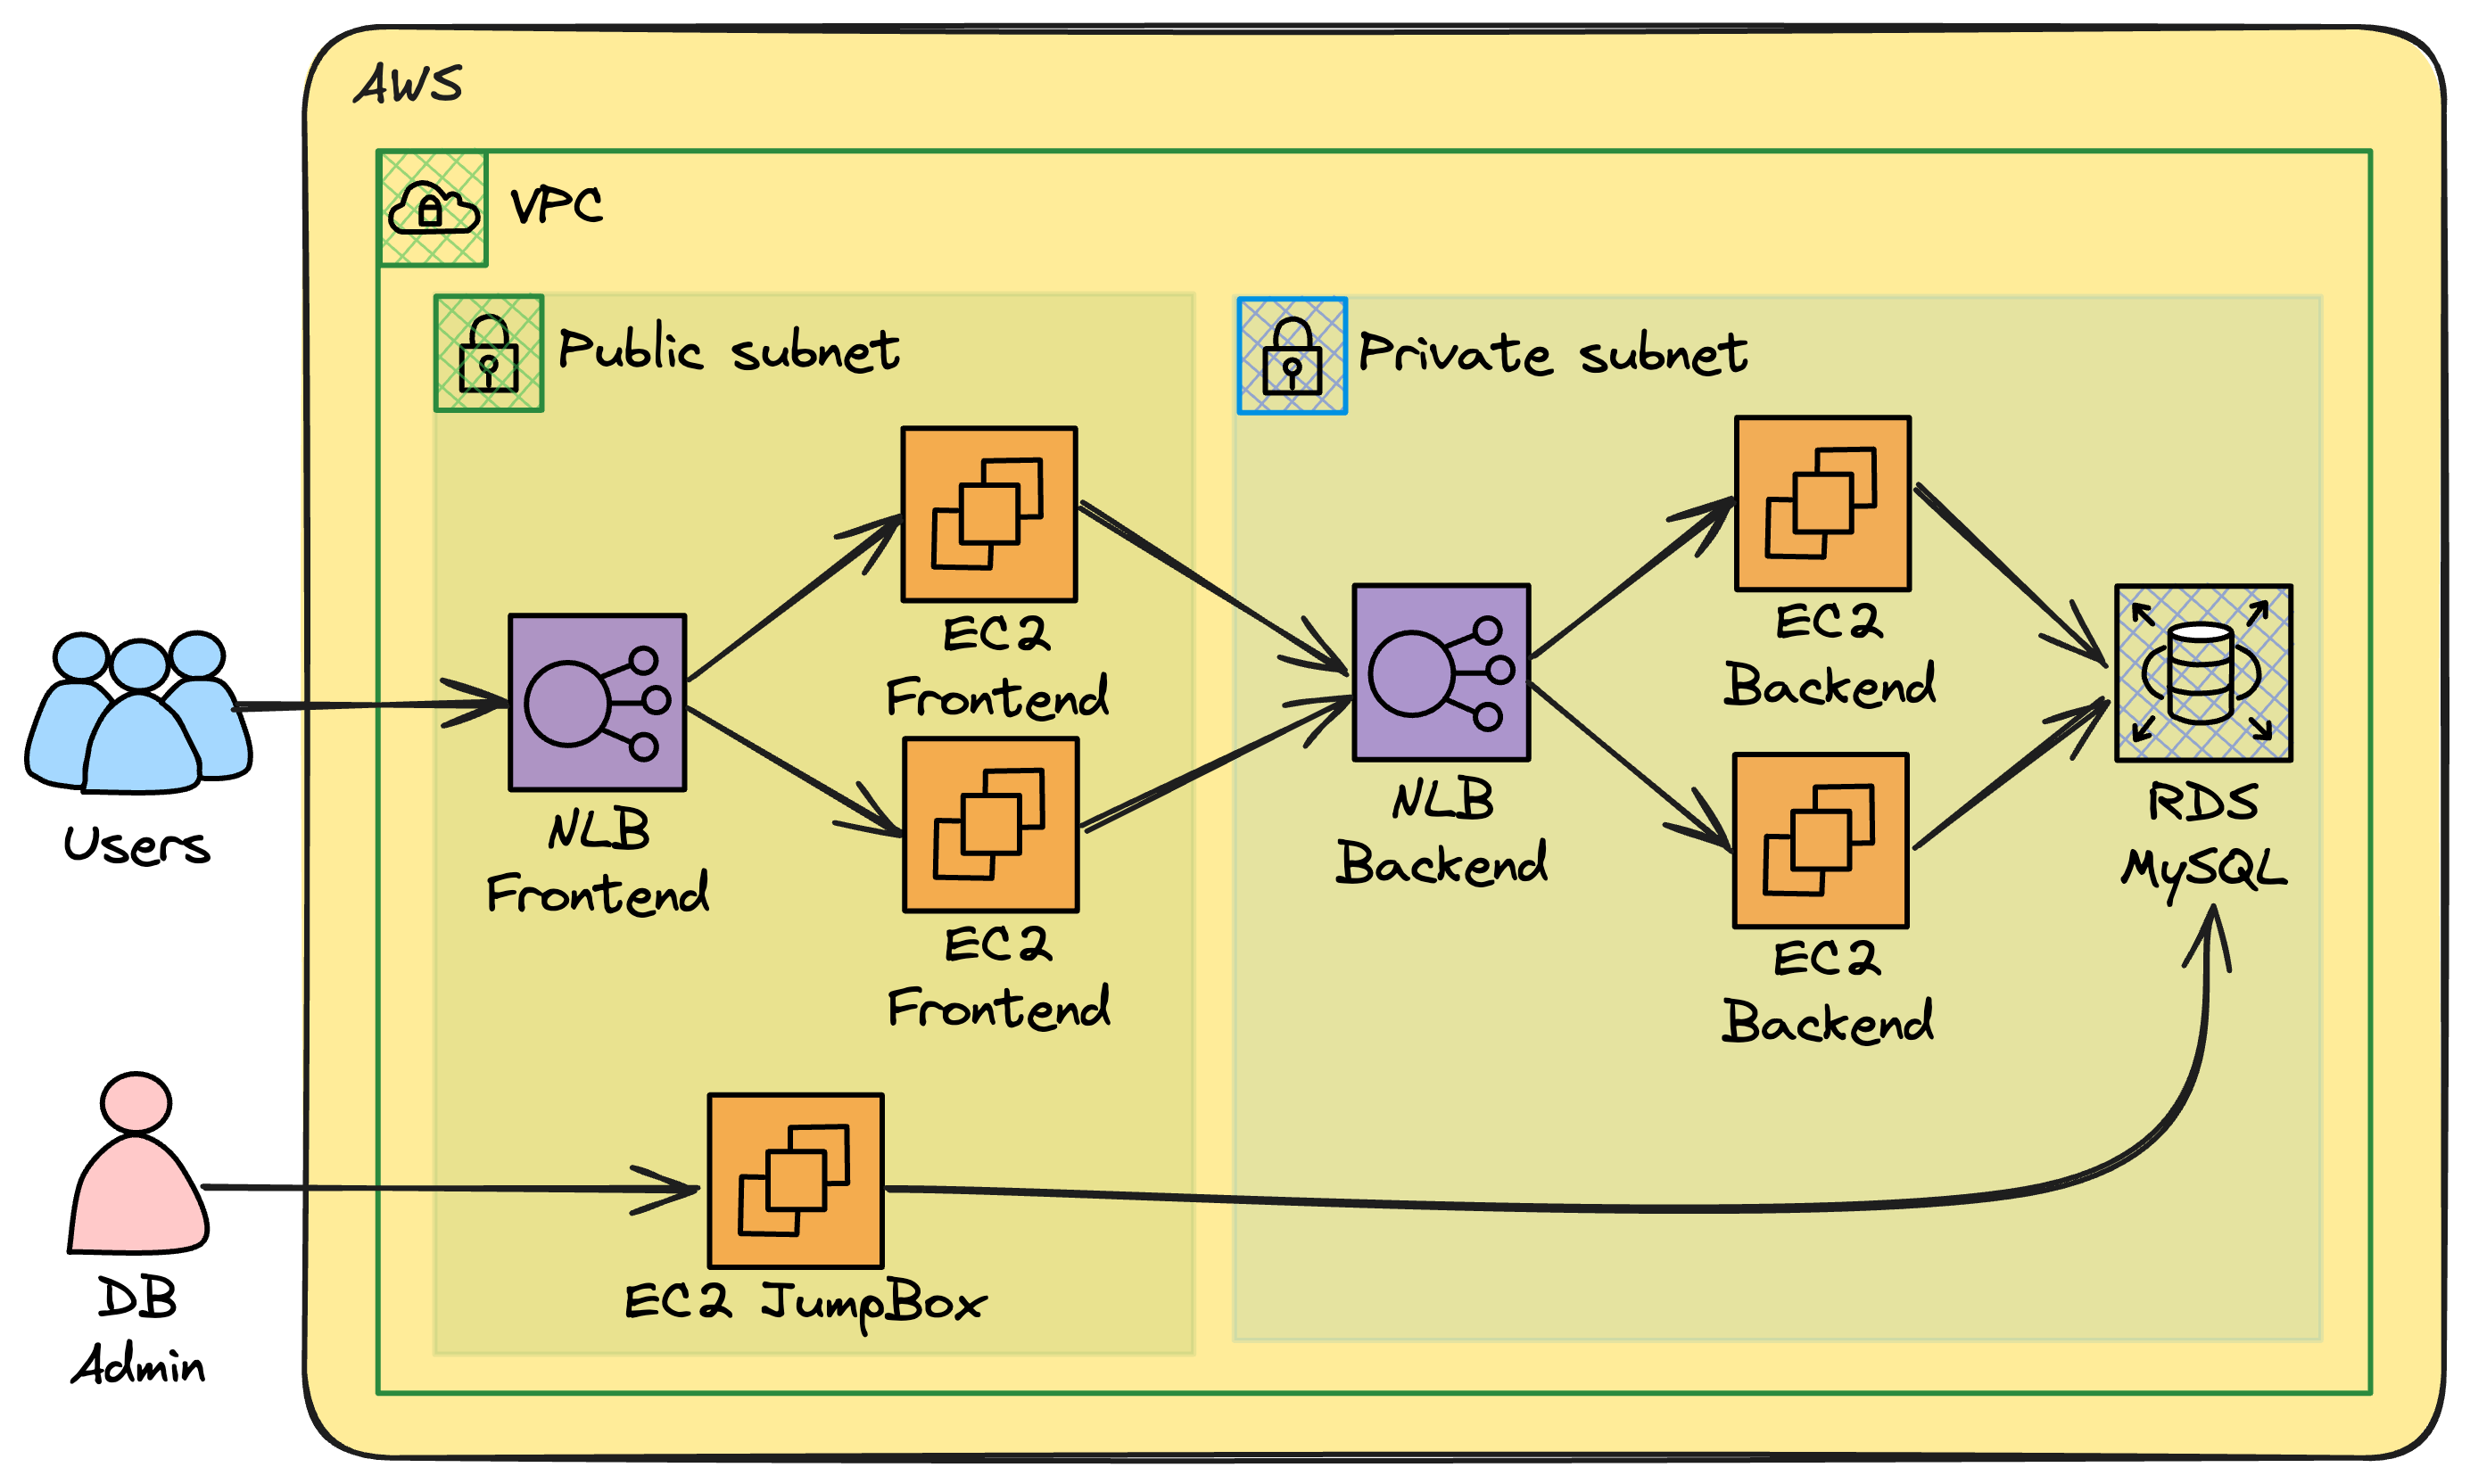 AWS
VPC
Public subnet
Private subnet
Users
NLB
Frontend
EC2
Frontend
EC2
Frontend
NLB
Backend
EC2
Backend
EC2
Backend
RDS
MySQL
DB
Admin
EC2 JumpBox